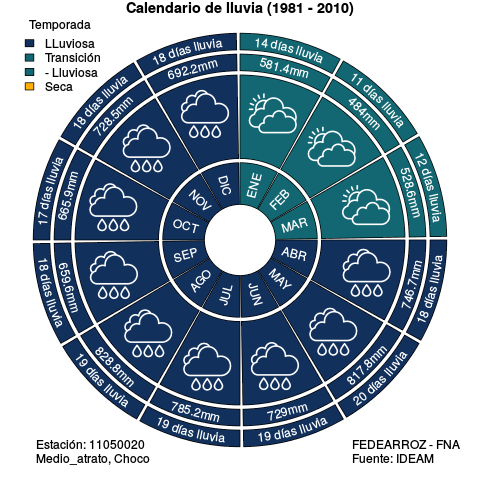 Calendario de lluvia (1981 - 2010)
Temporada
LLuviosa
Transición
- Lluviosa
Seca
ENE
581.4mm
14 días lluvia
FEB
484mm
11 días lluvia
MAR
528.6mm
12 días lluvia
ABR
746.7mm
18 días lluvia
MAY
817.8mm
20 días lluvia
JUN
729mm
19 días lluvia
JUL
785.2mm
19 días lluvia
AGO
828.8mm
19 días lluvia
SEP
659.6mm
18 días lluvia
OCT
665.9mm
17 días lluvia
NOV
728.5mm
18 días lluvia
DIC
692.2mm
18 días lluvia
Estación: 11050020
Medio_atrato, Choco
FEDEARROZ - FNA
Fuente: IDEAM